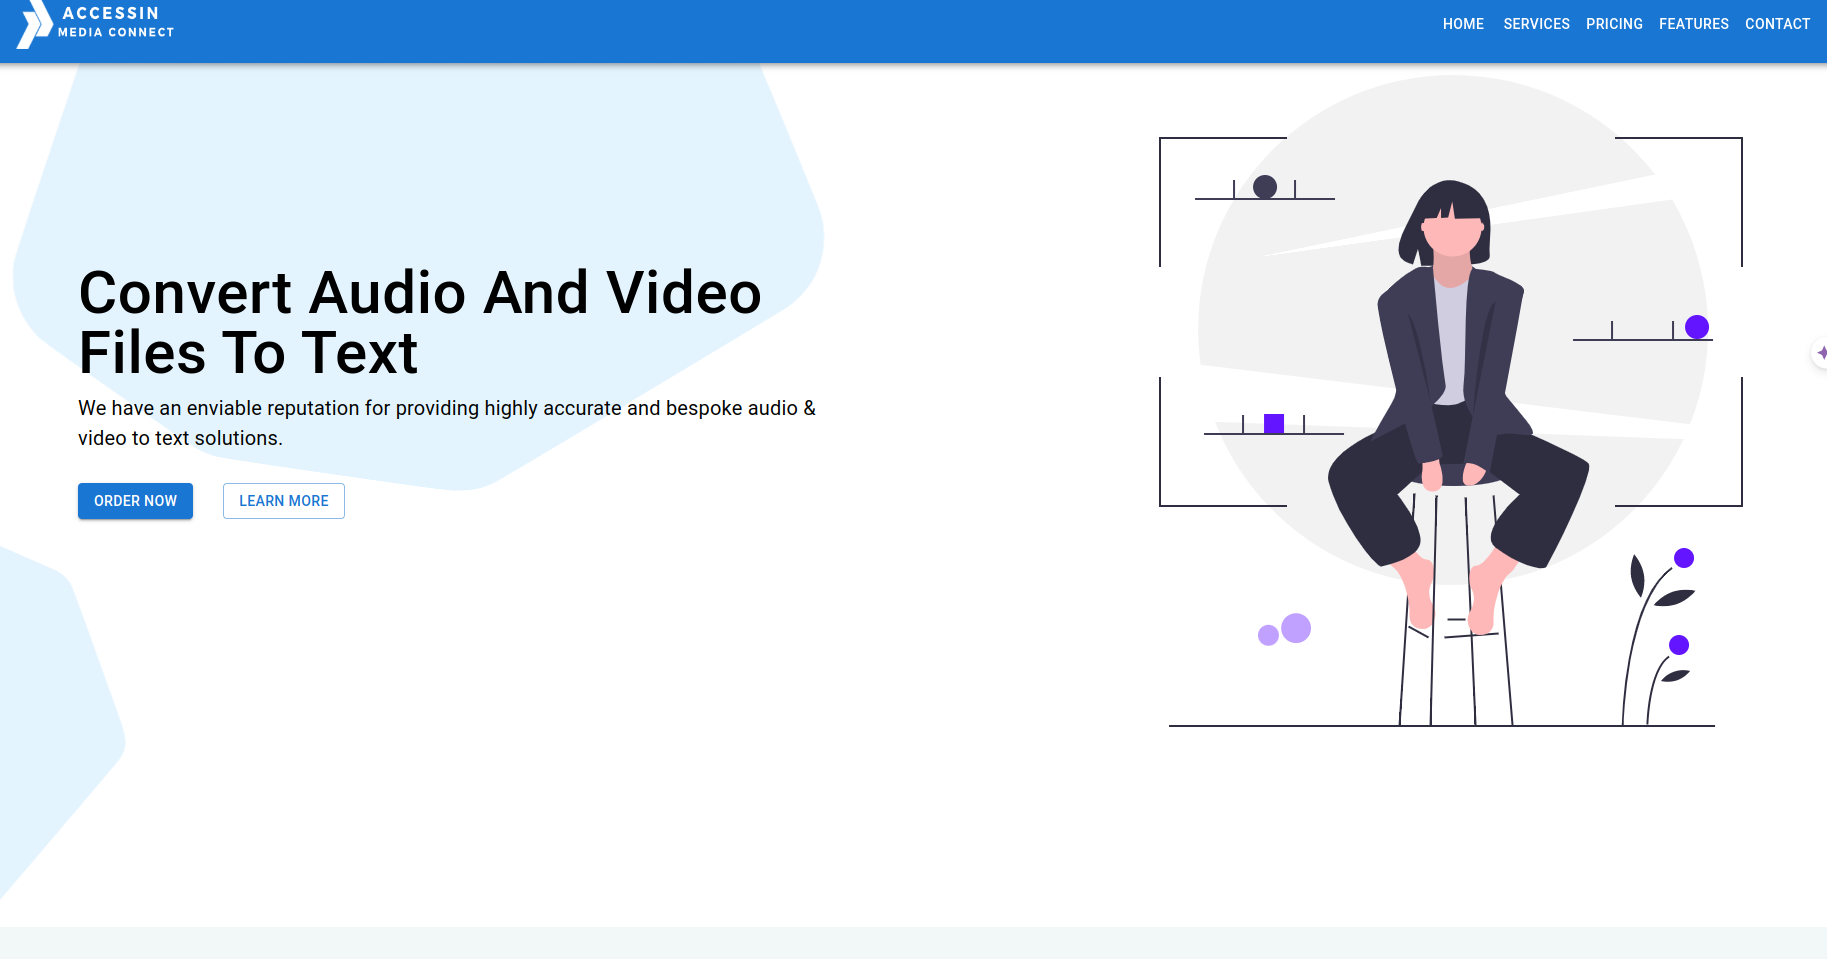 ACCESSIN
MEDIA CONNECT
HOME SERVICES PRICING FEATURES CONTACT
Convert Audio And Video
Files To Text
We have an enviable reputation for providing highly accurate and bespoke audio &
video to text solutions.
ORDER NOW LEARN MORE